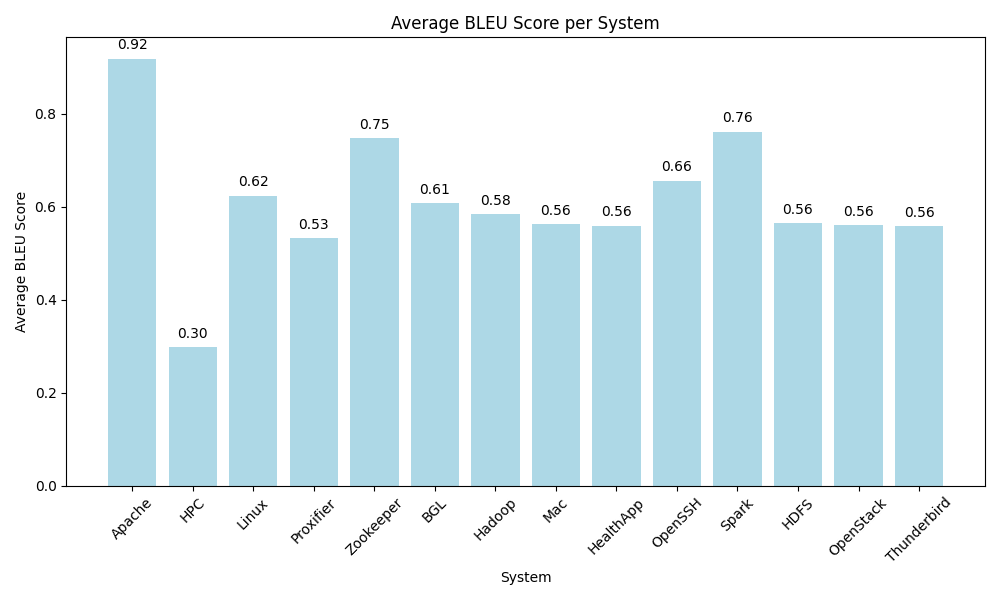 Average BLEU Score per System
Average BLEU Score
0.8
0.6
0.4
0.2
0.0
0.92
0.30
0.62
0.53
0.75
0.61
0.58
0.56
0.56
0.66
0.76
0.56
0.56
0.56
Apache
HPC
Linux
Proxifier
Zookeeper
BGL
Hadoop
Mac
HealthApp
OpenSSH
Spark
HDFS
OpenStack
Thunderbird
System